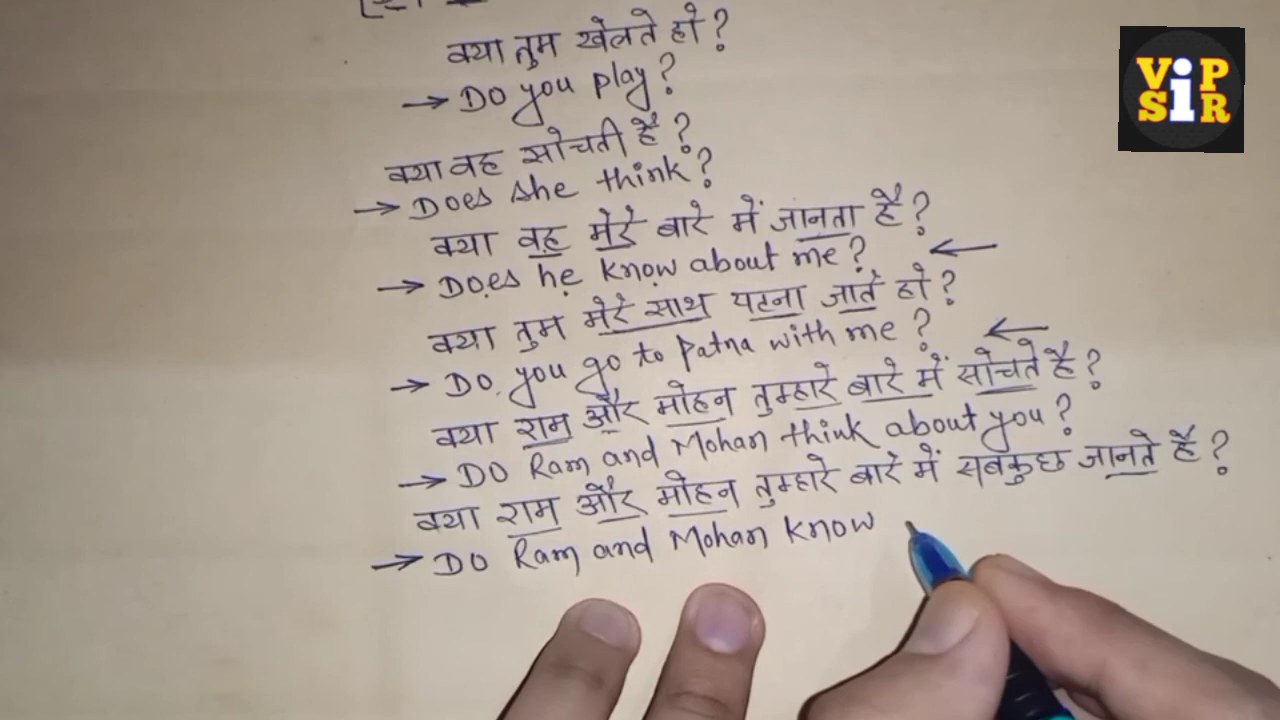 क्या तुम खेलते हो?
→ Do you play?
क्या वह सोचती है?
→ Does she think?
क्या वह मेरे बारे में जानता है?
→ Does he know about me? ←
क्या तुम मेरे साथ पटना जाते हो?
→ Do you go to Patna with me? ←
क्या राम और मोहन तुम्हारे बारे में सोचते है?
→ Do Ram and Mohan think about you?
क्या राम और मोहन तुम्हारे बारे में सबकुछ जानते है?
→ Do Ram and Mohan know
ViP
SiR